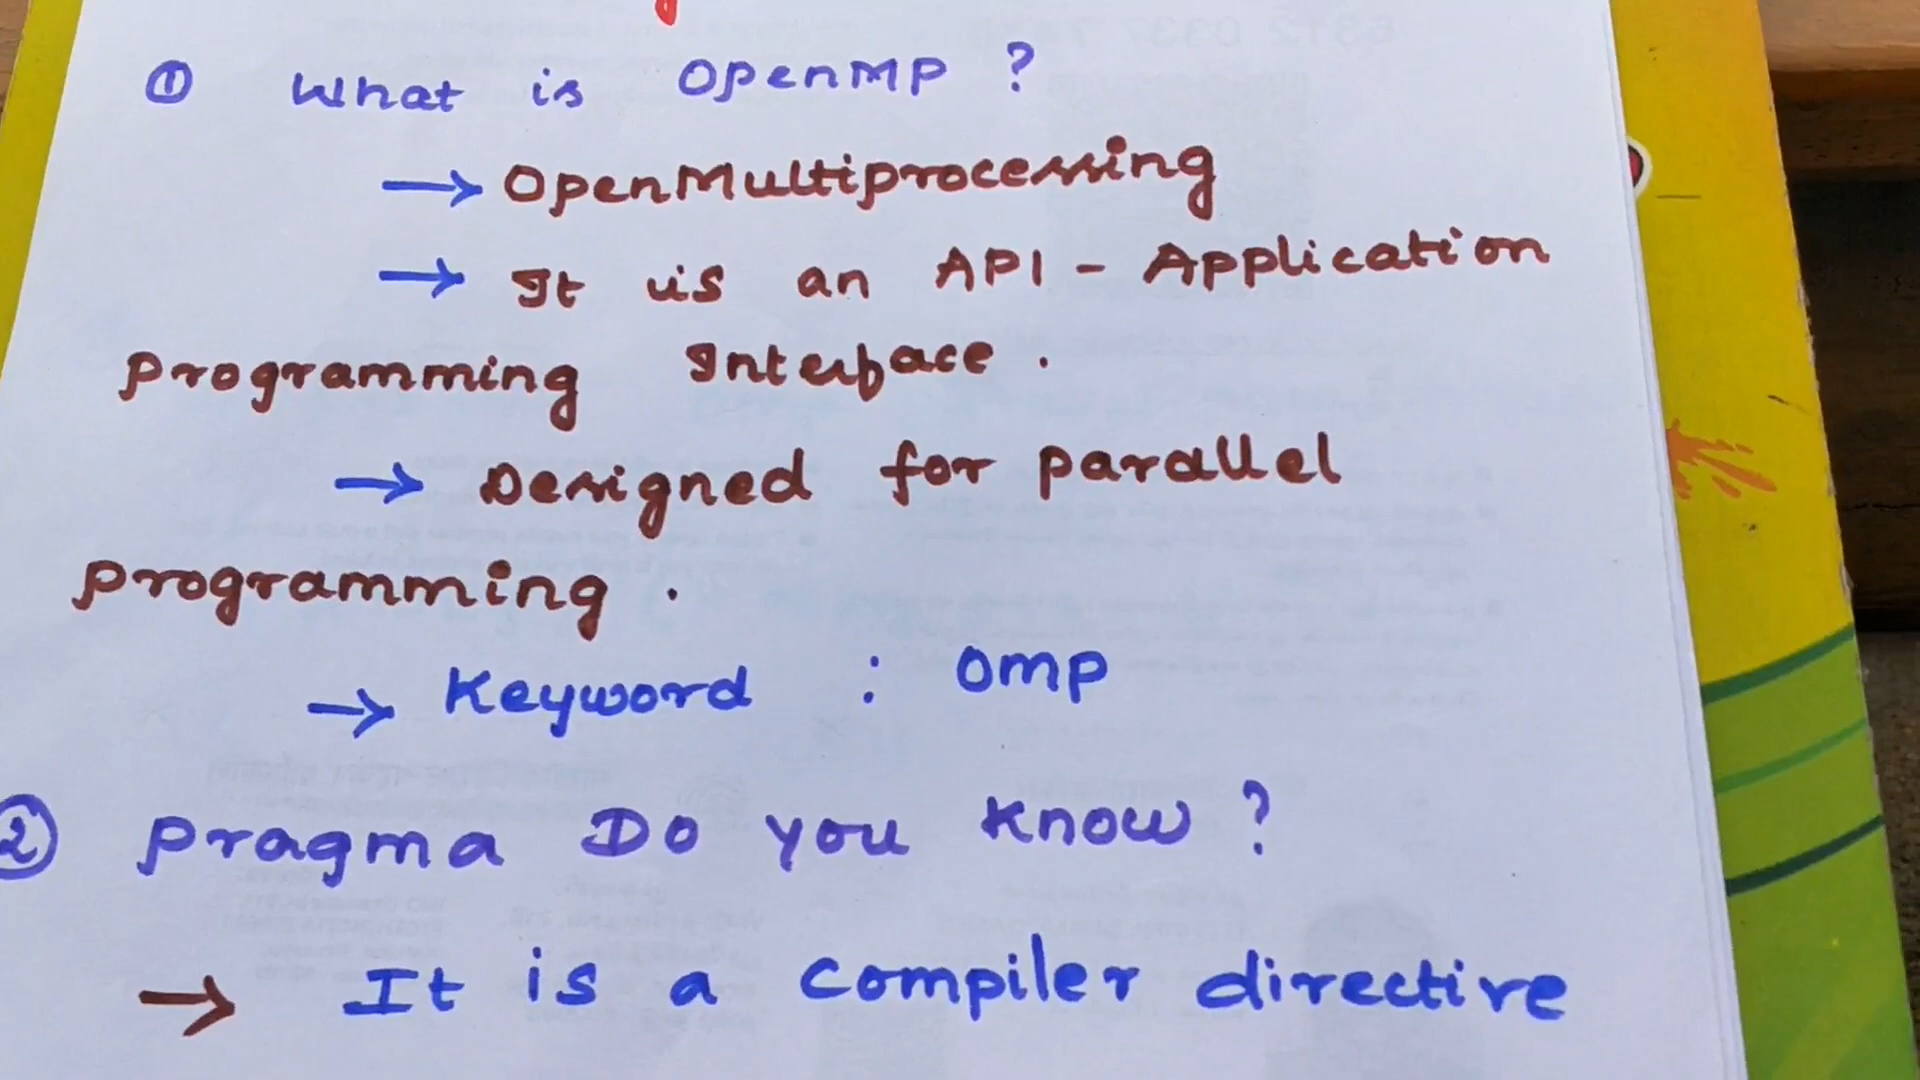 ① What is OpenMP ?
→ OpenMultiprocessing
→ It is an API - Application
Programming Interface .
→ Designed for parallel
programming .
→ Keyword : omp
② Pragma Do you know ?
→ It is a compiler directive